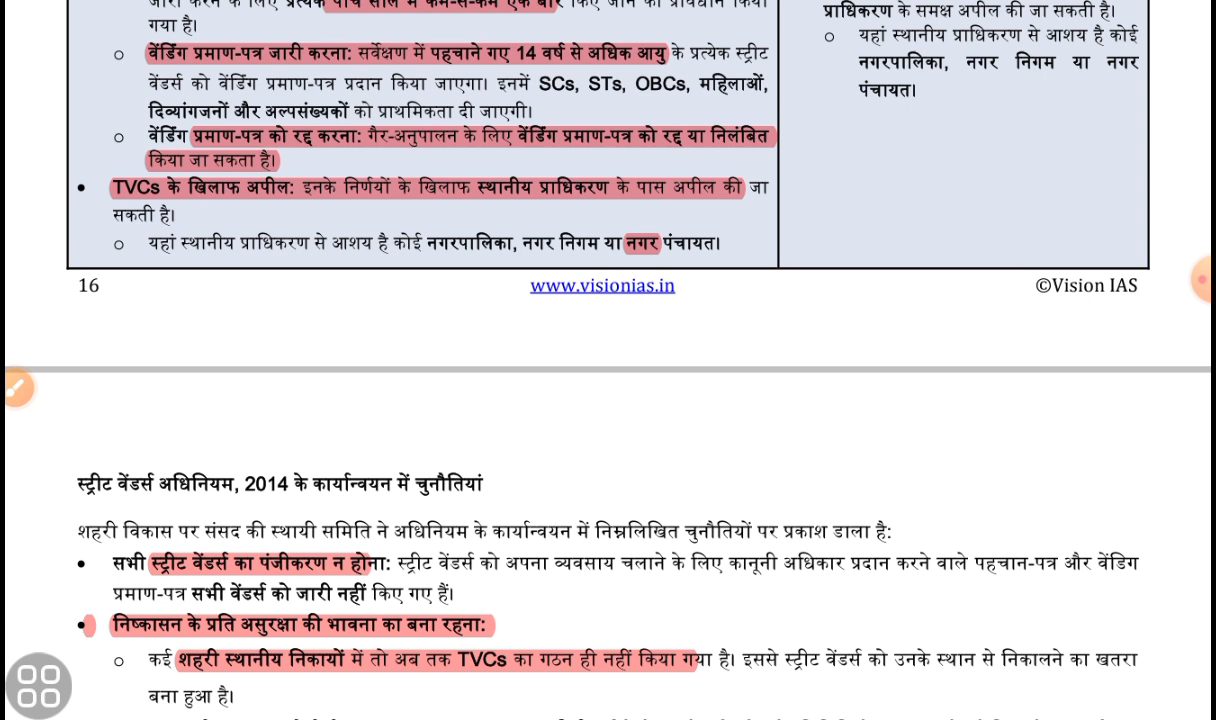 जारी करने के लिए प्रत्येक पांच साल में कम-से-कम एक बार किए जाने का प्रावधान किया
गया है।
o वेंडिंग प्रमाण-पत्र जारी करना: सर्वेक्षण में पहचाने गए 14 वर्ष से अधिक आयु के प्रत्येक स्ट्रीट
वेंडर्स को वेंडिंग प्रमाण-पत्र प्रदान किया जाएगा। इनमें SCs, STs, OBCs, महिलाओं,
दिव्यांगजनों और अल्पसंख्यकों को प्राथमिकता दी जाएगी।
o वेंडिंग प्रमाण-पत्र को रद्द करना: गैर-अनुपालन के लिए वेंडिंग प्रमाण-पत्र को रद्द या निलंबित
किया जा सकता है।
• TVCs के खिलाफ अपील: इनके निर्णयों के खिलाफ स्थानीय प्राधिकरण के पास अपील की जा
सकती है।
o यहां स्थानीय प्राधिकरण से आशय है कोई नगरपालिका, नगर निगम या नगर पंचायत।
प्राधिकरण के समक्ष अपील की जा सकती है।
o यहां स्थानीय प्राधिकरण से आशय है कोई
नगरपालिका, नगर निगम या नगर
पंचायत।
16 www.visionias.in ©Vision IAS
स्ट्रीट वेंडर्स अधिनियम, 2014 के कार्यान्वयन में चुनौतियां
शहरी विकास पर संसद की स्थायी समिति ने अधिनियम के कार्यान्वयन में निम्नलिखित चुनौतियों पर प्रकाश डाला है:
• सभी स्ट्रीट वेंडर्स का पंजीकरण न होना: स्ट्रीट वेंडर्स को अपना व्यवसाय चलाने के लिए कानूनी अधिकार प्रदान करने वाले पहचान-पत्र और वेंडिंग
प्रमाण-पत्र सभी वेंडर्स को जारी नहीं किए गए हैं।
• निष्कासन के प्रति असुरक्षा की भावना का बना रहना:
o कई शहरी स्थानीय निकायों में तो अब तक TVCs का गठन ही नहीं किया गया है। इससे स्ट्रीट वेंडर्स को उनके स्थान से निकालने का खतरा
बना हुआ है।